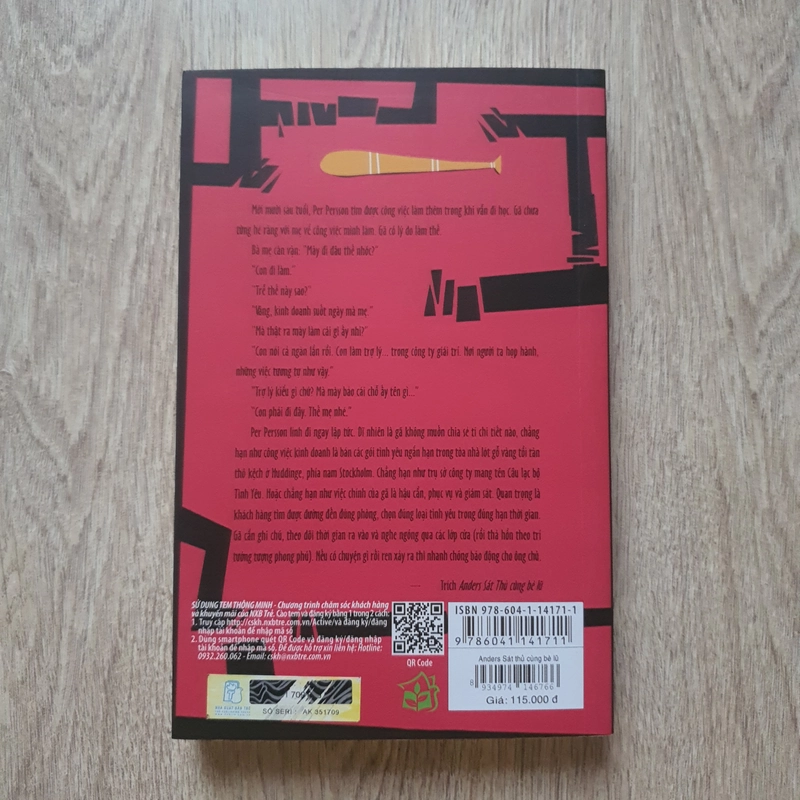 Mới mười sáu tuổi, Per Persson tìm được công việc làm thêm trong khi vẫn đi học. Gã chưa
từng hé răng với mẹ về công việc mình làm. Gã có lý do làm thế.
Bà mẹ cằn vặn: "Mày đi đâu thế nhóc?"
"Con đi làm."
"Trễ thế này sao?"
"Vâng, kinh doanh suốt ngày mà mẹ."
"Mà thật ra mày làm cái gì ấy nhỉ?"
"Con nói cả ngàn lần rồi. Con làm trợ lý... trong công ty giải trí. Nơi người ta họp hành,
những việc tương tự như vậy."
"Trợ lý kiểu gì chứ? Mà mày bảo cái chỗ ấy tên gì..."
"Con phải đi đây. Thế mẹ nhé."
Per Persson lỉnh đi ngay lập tức. Dĩ nhiên là gã không muốn chia sẻ tí chi tiết nào, chẳng
hạn như công việc kinh doanh là bán các gói tình yêu ngắn hạn trong tòa nhà lót gỗ vàng tồi tàn
thô kệch ở Huddinge, phía nam Stockholm. Chẳng hạn như trụ sở công ty mang tên Câu lạc bộ
Tình Yêu. Hoặc chẳng hạn như việc chính của gã là hậu cần, phục vụ và giám sát. Quan trọng là
khách hàng tìm được đường đến đúng phòng, chọn đúng loại tình yêu trong đúng hạn thời gian.
Gã cần ghi chú, theo dõi thời gian ra vào và nghe ngóng qua các lớp cửa (rồi thả hồn theo trí
tưởng tượng phong phú). Nếu có chuyện gì rối ren xảy ra thì nhanh chóng báo động cho ông chủ.
Trích Anders Sát Thủ cùng bè lũ
SỬ DỤNG TEM THÔNG MINH - Chương trình chăm sóc khách hàng
và khuyến mãi của NXB Trẻ. Cào tem và đăng ký bằng 1 trong 2 cách:
1. Truy cập http://cskh.nxbtre.com.vn/Active/và đăng ký/đăng
nhập tài khoản để nhập mã số
2. Dùng smartphone quét QR Code và đăng ký/đăng nhập
tài khoản để nhập mã số. Để được hỗ trợ xin liên hệ: Hotline:
0932.260.062 - Email: cskh@nxbtre.com.vn
QR Code
SỐ SERI : AK 351709
ISBN 978-604-1-14171-1
9 786041 141711
Anders Sát thủ cùng bè lũ
8 934974 146766
Giá: 115.000 đ